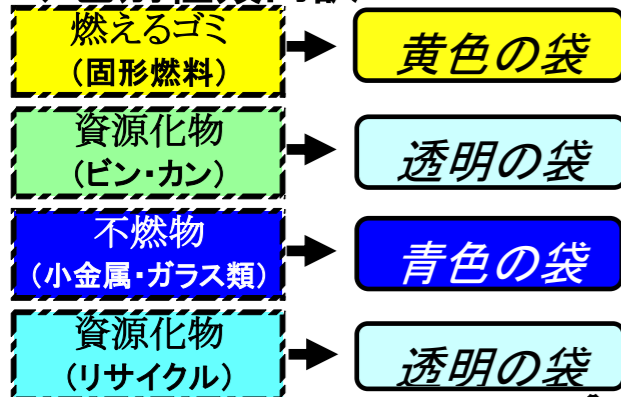 燃えるゴミ
(固形燃料)
黄色の袋
資源化物
(ビン・カン)
透明の袋
不燃物
(小金属・ガラス類)
青色の袋
資源化物
(リサイクル)
透明の袋